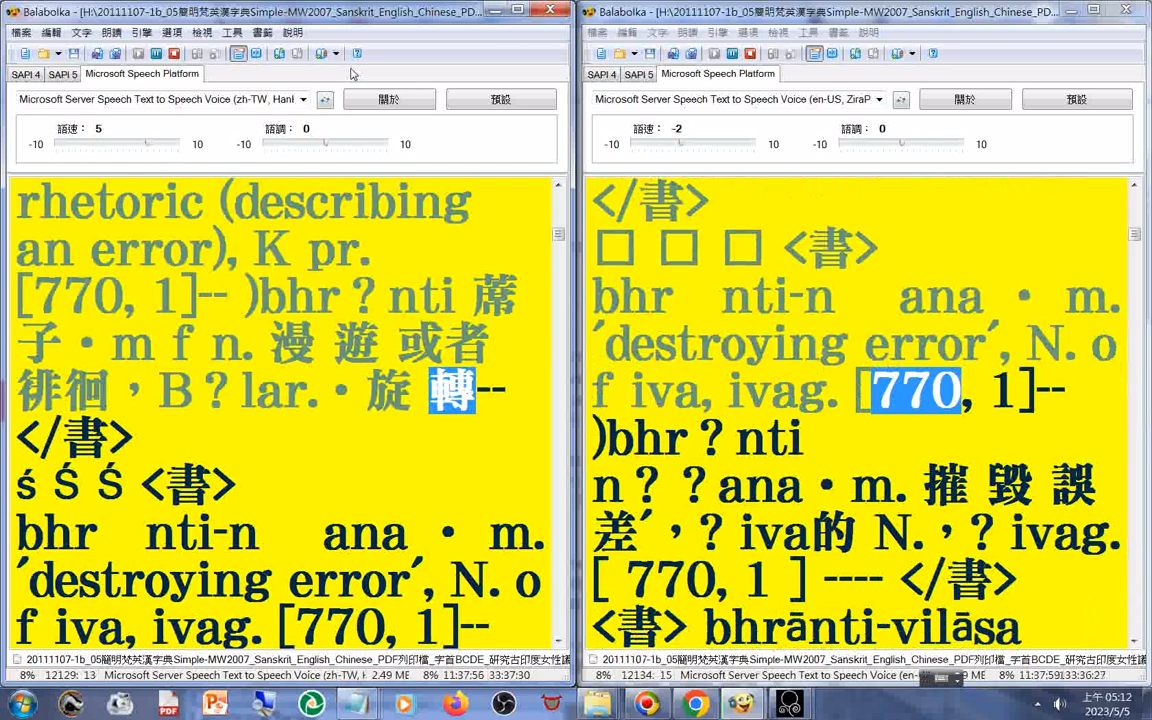 Balabolka - [H:\20111107-1b_05簡明梵英漢字典Simple-MW2007_Sanskrit_English_Chinese_PD...
檔案 編輯 文字 朗讀 引擎 選項 檢視 工具 書籤 說明
SAPI 4 SAPI 5 Microsoft Speech Platform
Microsoft Server Speech Text to Speech Voice (zh-TW, Hanl
關於 預設
語速： 5 語調： 0
-10 10 -10 10
rhetoric (describing
an error), K pr.
[770, 1]-- )bhr？nti 蓆
子・m f n. 漫 遊 或者
徘徊，B？lar.・旋 轉--
</書>
ś Ś Ś <書>
bhr nti-n ana・m.
′destroying error′, N. o
f iva, ivag. [770, 1]--
20111107-1b_05簡明梵英漢字典Simple-MW2007_Sanskrit_English_Chinese_PDF列印檔_字首BCDE_研究古印度女性議
8% 12129: 13 Microsoft Server Speech Text to Speech Voice (zh-TW, H 2.49 ME 8% 11:37:56 33:37:30
Balabolka - [H:\20111107-1b_05簡明梵英漢字典Simple-MW2007_Sanskrit_English_Chinese_PD...
檔案 編輯 文字 朗讀 引擎 選項 檢視 工具 書籤 說明
SAPI 4 SAPI 5 Microsoft Speech Platform
Microsoft Server Speech Text to Speech Voice (en-US, ZiraP
關於 預設
語速： -2 語調： 0
-10 10 -10 10
</書>
□ □ □ <書>
bhr nti-n ana・m.
′destroying error′, N. o
f iva, ivag. [770, 1]--
)bhr？nti
n？？ana・m. 摧 毀 誤
差′，？iva的 N.，？ivag.
[ 770, 1 ] ---- </書>
<書> bhrānti-vilāsa
20111107-1b_05簡明梵英漢字典Simple-MW2007_Sanskrit_English_Chinese_PDF列印檔_字首BCDE_研究古印度女性議
8% 12134: 15 Microsoft Server Speech Text to Speech Voice (en-US, Z ME 8% 11:37:59 33:36:27
上午 05:12
2023/5/5